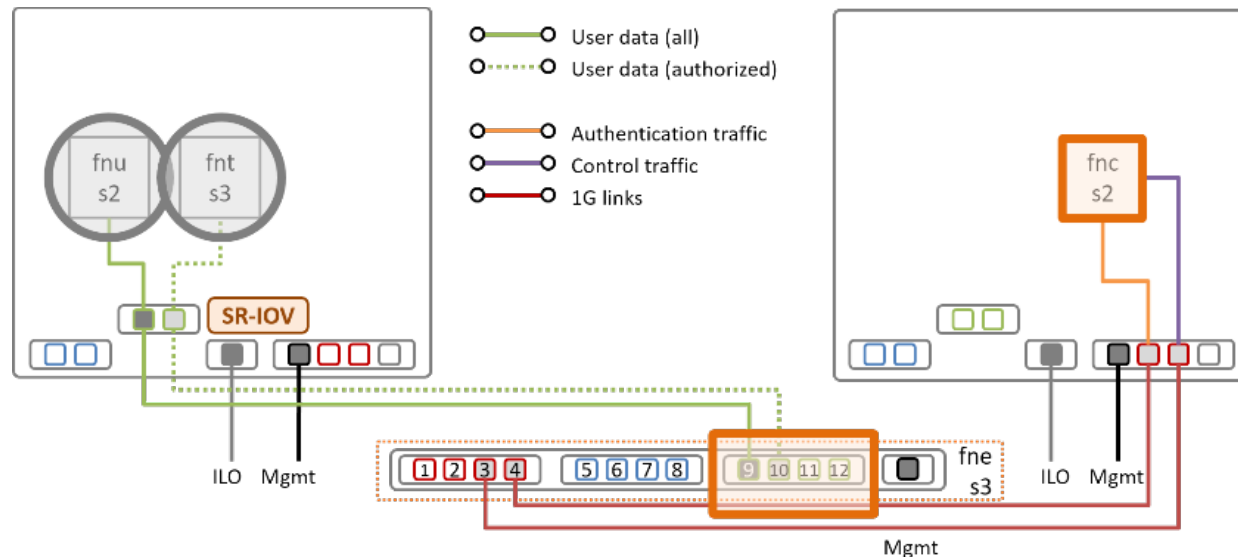 User data (all)
User data (authorized)
Authentication traffic
Control traffic
1G links
fnu
s2
fnt
s3
fnc
s2
SR-IOV
ILO
Mgmt
1 2 3 4 5 6 7 8 9 10 11 12
fne
s3
ILO
Mgmt
Mgmt